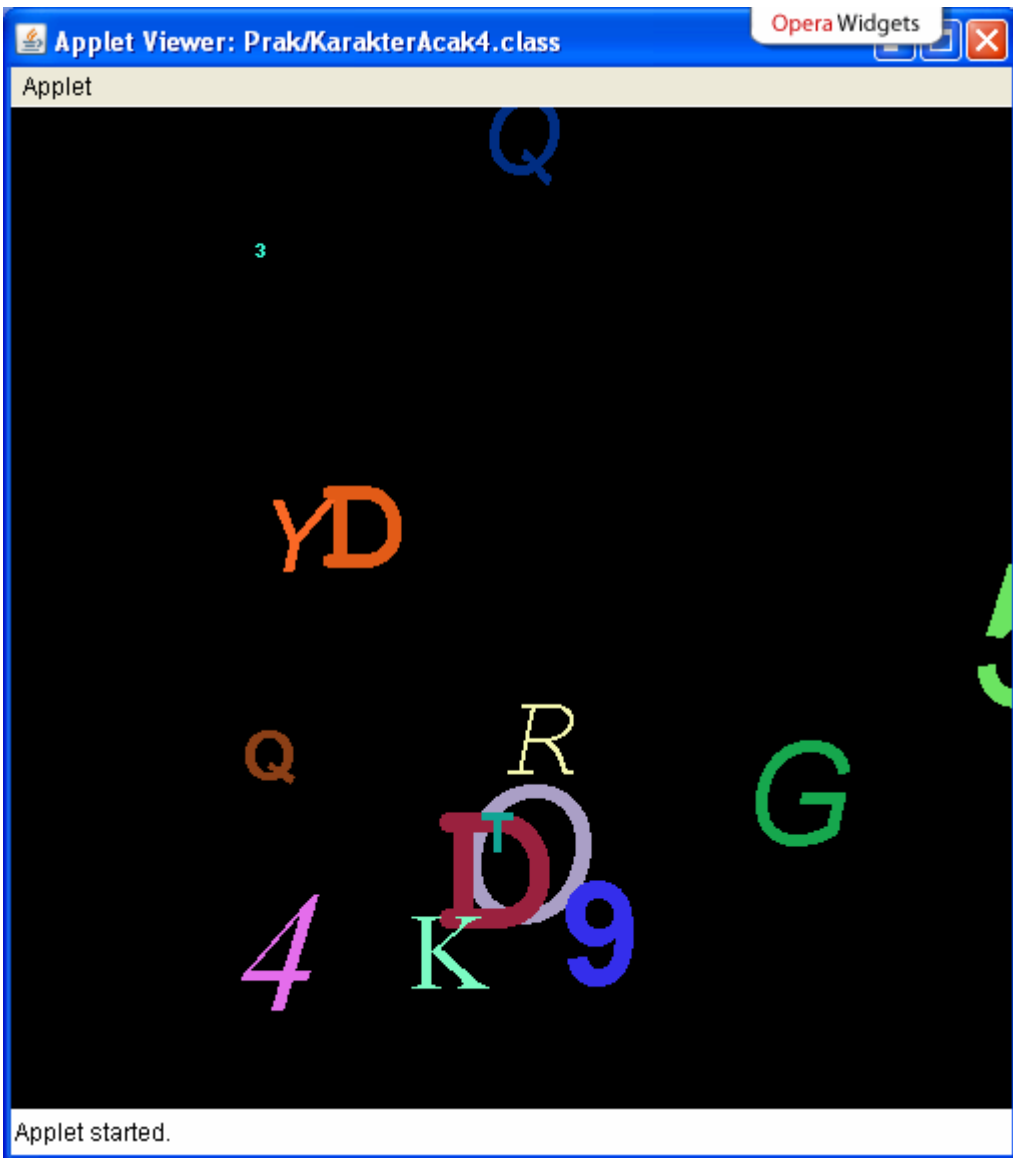 Opera Widgets
Applet Viewer: Prak/KarakterAcak4.class
Applet
Q
3
YD
R
Q
G
O
D
T
9
4
K
Applet started.